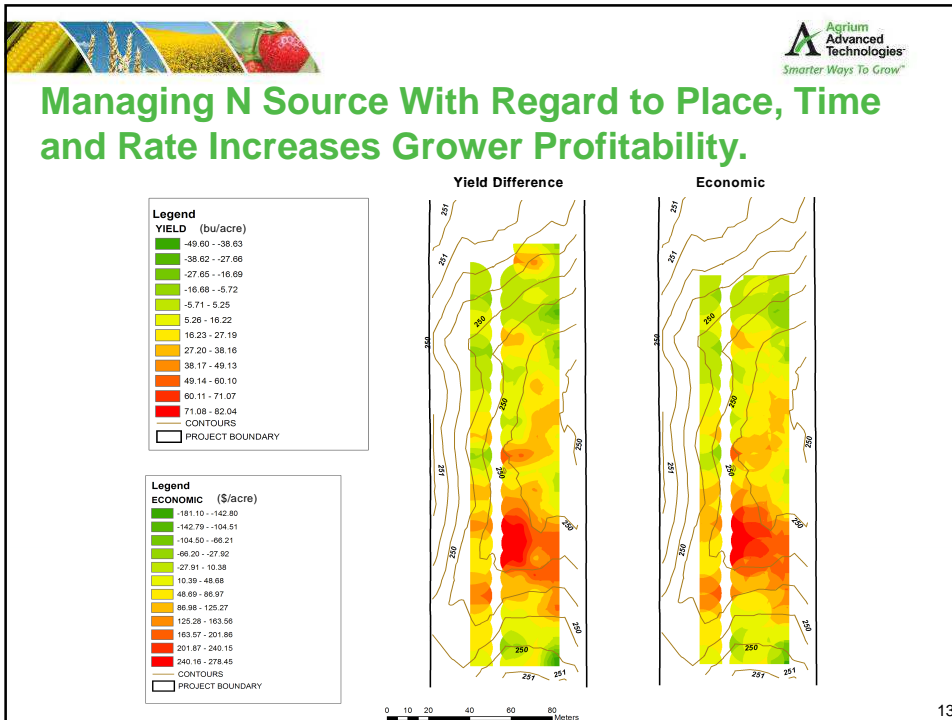 Agrium
Advanced
Technologies
Smarter Ways To Grow™
Managing N Source With Regard to Place, Time
and Rate Increases Grower Profitability.
Yield Difference
Economic
Legend
YIELD (bu/acre)
-49.60 - -38.63
-38.62 - -27.66
-27.65 - -16.69
-16.68 - -5.72
-5.71 - 5.25
5.26 - 16.22
16.23 - 27.19
27.20 - 38.16
38.17 - 49.13
49.14 - 60.10
60.11 - 71.07
71.08 - 82.04
CONTOURS
PROJECT BOUNDARY
Legend
ECONOMIC ($/acre)
-181.10 - -142.80
-142.79 - -104.51
-104.50 - -66.21
-66.20 - -27.92
-27.91 - 10.38
10.39 - 48.68
48.69 - 86.97
86.98 - 125.27
125.28 - 163.56
163.57 - 201.86
201.87 - 240.15
240.16 - 278.45
CONTOURS
PROJECT BOUNDARY
251
251
250
250
250
250
251
250
250
250
250
250
251
251
251
251
250
250
250
250
251
250
250
250
250
250
251
251
0 10 20 40 60 80
Meters
13